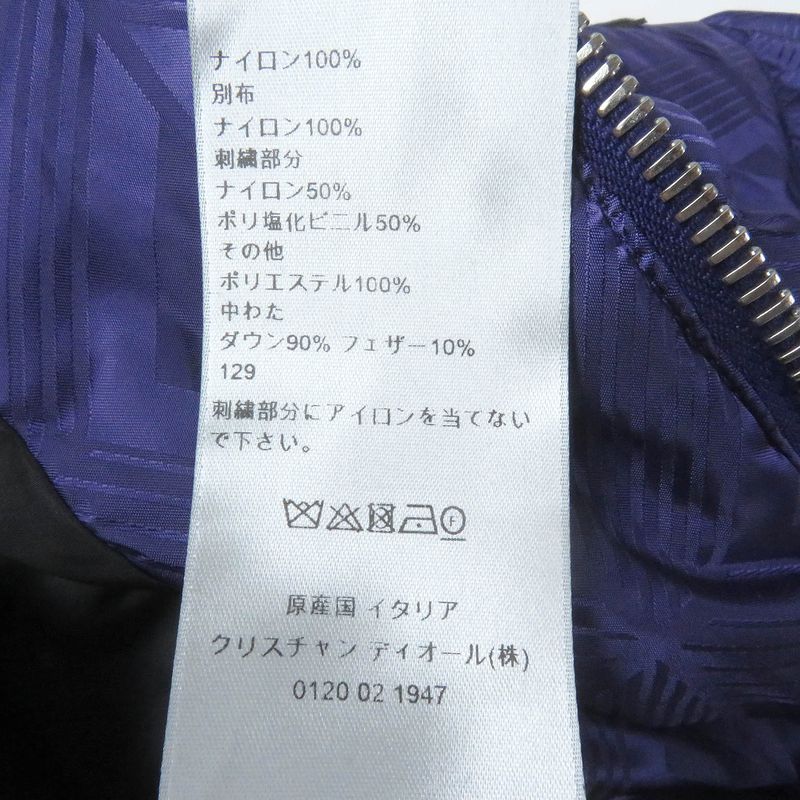 ナイロン100%
別布
ナイロン100%
刺繍部分
ナイロン50%
ポリ塩化ビニル50%
その他
ポリエステル100%
中わた
ダウン90% フェザー10%
129
刺繍部分にアイロンを当てない
で下さい。
F
原産国 イタリア
クリスチャン ディオール(株)
0120 02 1947